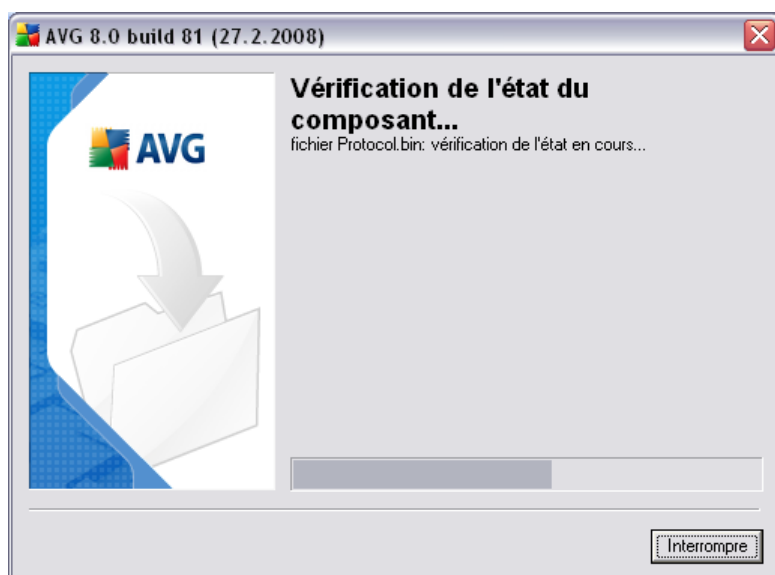 AVG 8.0 build 81 (27.2.2008)
AVG
Vérification de l'état du
composant...
fichier Protocol.bin: vérification de l'état en cours...
Interrompre